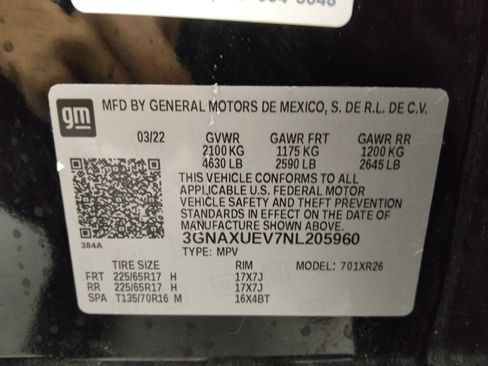 gm
MFD BY GENERAL MOTORS DE MEXICO, S. DE R.L. DE C.V.
03/22 GVWR GAWR FRT GAWR RR
2100 KG 1175 KG 1200 KG
4630 LB 2590 LB 2645 LB
THIS VEHICLE CONFORMS TO ALL
APPLICABLE U.S. FEDERAL MOTOR
VEHICLE SAFETY AND THEFT PREVENTION
STANDARDS IN EFFECT ON THE DATE OF
MANUFACTURE SHOWN ABOVE.
3GNAXUEV7NL205960
384A
TYPE: MPV
TIRE SIZE RIM MODEL: 701XR26
FRT 225/65R17 H 17X7J
RR 225/65R17 H 17X7J
SPA T135/70R16 M 16X4BT